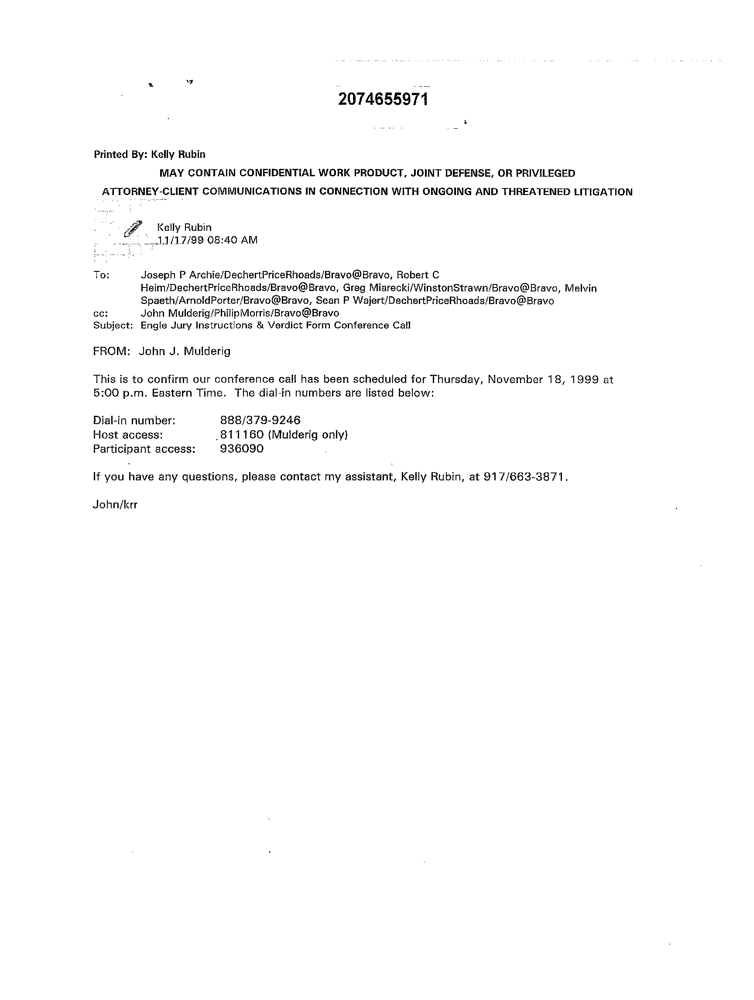 2074655971
Printed By: Kelly Rubin
MAY CONTAIN CONFIDENTIAL WORK PRODUCT, JOINT DEFENSE, OR PRIVILEGED
ATTORNEY-CLIENT COMMUNICATIONS IN CONNECTION WITH ONGOING AND THREATENED LITIGATION
Kelly Rubin
11/17/99 08:40 AM
To: Joseph P Archie/DechertPriceRhoads/Bravo@Bravo, Robert C
Heim/DechertPriceRhoads/Bravo@Bravo, Greg Miarecki/WinstonStrawn/Bravo@Bravo, Melvin
Spaeth/ArnoldPorter/Bravo@Bravo, Sean P Wajert/DechertPriceRhoads/Bravo@Bravo
cc: John Mulderig/PhilipMorris/Bravo@Bravo
Subject: Engle Jury Instructions & Verdict Form Conference Call
FROM: John J. Mulderig
This is to confirm our conference call has been scheduled for Thursday, November 18, 1999 at
5:00 p.m. Eastern Time. The dial-in numbers are listed below:
Dial-in number: 888/379-9246
Host access: 811160 (Mulderig only)
Participant access: 936090
If you have any questions, please contact my assistant, Kelly Rubin, at 917/663-3871.
John/krr